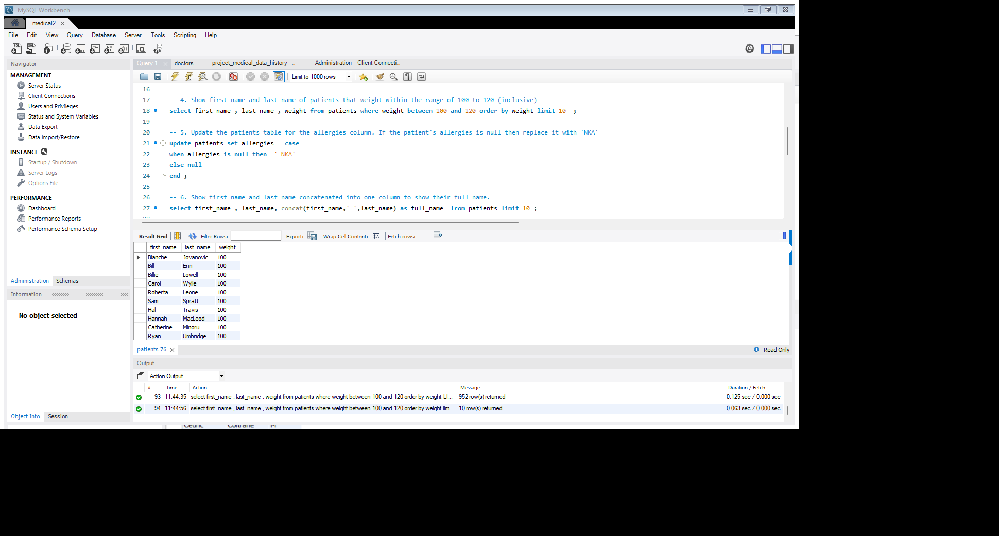 MySQL Workbench
medical2
File Edit View Query Database Server Tools Scripting Help
Navigator
MANAGEMENT
Server Status
Client Connections
Users and Privileges
Status and System Variables
Data Export
Data Import/Restore
INSTANCE
Startup / Shutdown
Server Logs
Options File
PERFORMANCE
Dashboard
Performance Reports
Performance Schema Setup
Administration Schemas
Information
No object selected
Object Info Session
Query 1 doctors project_medical_data_history -... Administration - Client Connecti...
Limit to 1000 rows
16
17 -- 4. Show first name and last name of patients that weight within the range of 100 to 120 (inclusive)
18 select first_name , last_name , weight from patients where weight between 100 and 120 order by weight limit 10 ;
19
20 -- 5. Update the patients table for the allergies column. If the patient's allergies is null then replace it with 'NKA'
21 update patients set allergies = case
22 when allergies is null then ' NKA'
23 else null
24 end ;
25
26 -- 6. Show first name and last name concatenated into one column to show their full name.
27 select first_name , last_name, concat(first_name,' ',last_name) as full_name from patients limit 10 ;
Result Grid Filter Rows: Export: Wrap Cell Content: Fetch rows:
first_name last_name weight
Blanche Jovanovic 100
Bill Erin 100
Billie Lowell 100
Carol Wylie 100
Roberta Leone 100
Sam Spratt 100
Hal Travis 100
Hannah MacLeod 100
Catherine Minoru 100
Ryan Umbridge 100
patients 76 Read Only
Output
Action Output
# Time Action Message Duration / Fetch
93 11:44:35 select first_name , last_name , weight from patients where weight between 100 and 120 order by weight LI... 952 row(s) returned 0.125 sec / 0.000 sec
94 11:44:56 select first_name , last_name , weight from patients where weight between 100 and 120 order by weight lim... 10 row(s) returned 0.063 sec / 0.000 sec
Cedric Coltrane M